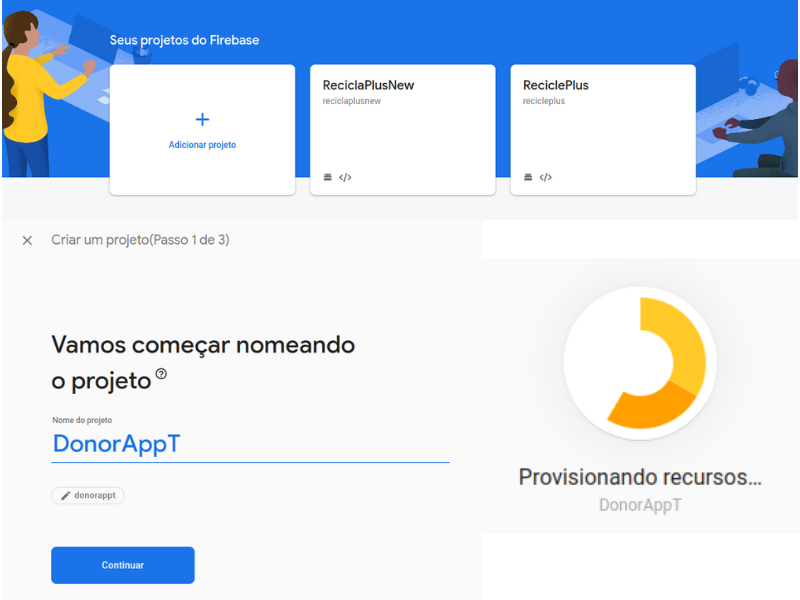 Seus projetos do Firebase
Adicionar projeto
ReciclaPlusNew
reciclaplusnew
</>
ReciclePlus
recicleplus
</>
Criar um projeto(Passo 1 de 3)
Vamos começar nomeando
o projeto
Nome do projeto
DonorAppT
donorappt
Continuar
Provisionando recursos...
DonorAppT